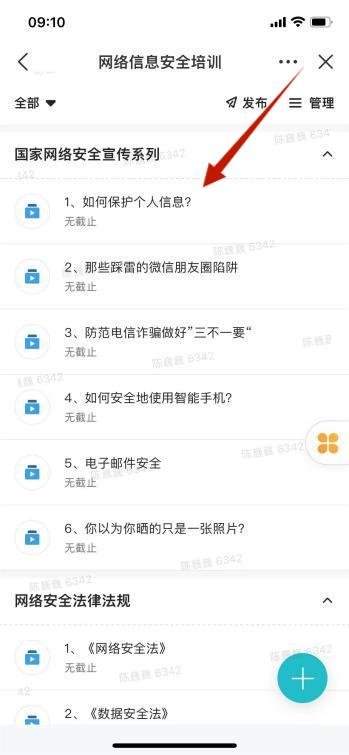 09:10
网络信息安全培训
全部
发布
管理
国家网络安全宣传系列
1、如何保护个人信息?
无截止
2、那些踩雷的微信朋友圈陷阱
无截止
3、防范电信诈骗做好”三不一要“
无截止
4、如何安全地使用智能手机?
无截止
5、电子邮件安全
无截止
6、你以为你晒的只是一张照片?
无截止
网络安全法律法规
1、《网络安全法》
无截止
2、《数据安全法》
陈巍巍 6342